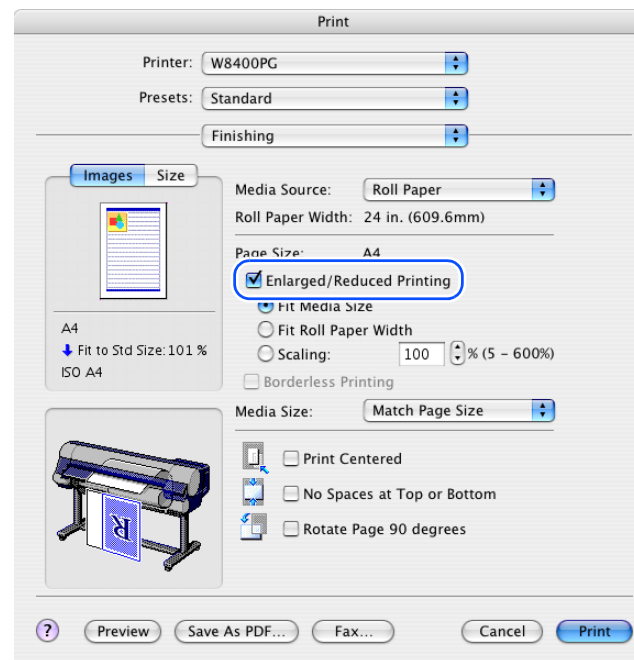 Print
Printer: W8400PG
Presets: Standard
Finishing
Images Size
Media Source: Roll Paper
Roll Paper Width: 24 in. (609.6mm)
Page Size: A4
Enlarged/Reduced Printing
Fit Media Size
Fit Roll Paper Width
Scaling: 100 % (5 - 600%)
Borderless Printing
A4
Fit to Std Size: 101 %
ISO A4
Media Size: Match Page Size
Print Centered
No Spaces at Top or Bottom
Rotate Page 90 degrees
R
? Preview Save As PDF... Fax... Cancel Print